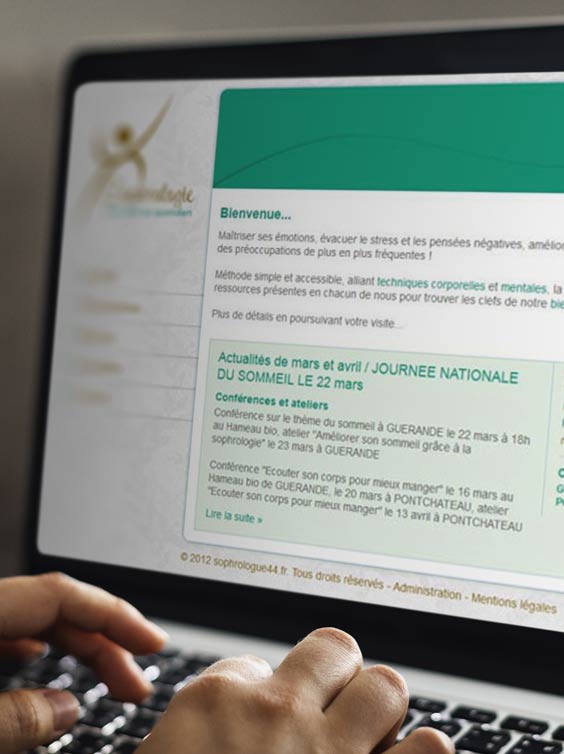 Sophrologie
Bienvenue...
Maîtriser ses émotions, évacuer le stress et les pensées négatives,
des préoccupations de plus en plus fréquentes !
Méthode simple et accessible, alliant techniques corporelles et mentales, la
ressources présentes en chacun de nous pour trouver les clefs de notre
Plus de détails en poursuivant votre visite...
Actualités de mars et avril / JOURNEE NATIONALE
DU SOMMEIL LE 22 mars
Conférences et ateliers
Conférence sur le thème du sommeil à GUERANDE le 22 mars à 18h
au Hameau bio, atelier "Améliorer son sommeil grâce à la
sophrologie" le 23 mars à GUERANDE
Conférence "Ecouter son corps pour mieux manger" le 16 mars au
Hameau bio de GUERANDE, le 20 mars à PONTCHATEAU, atelier
"Ecouter son corps pour mieux manger" le 13 avril à PONTCHATEAU
Lire la suite »
© 2012 sophrologue44.fr. Tous droits réservés - Administration - Mentions légales